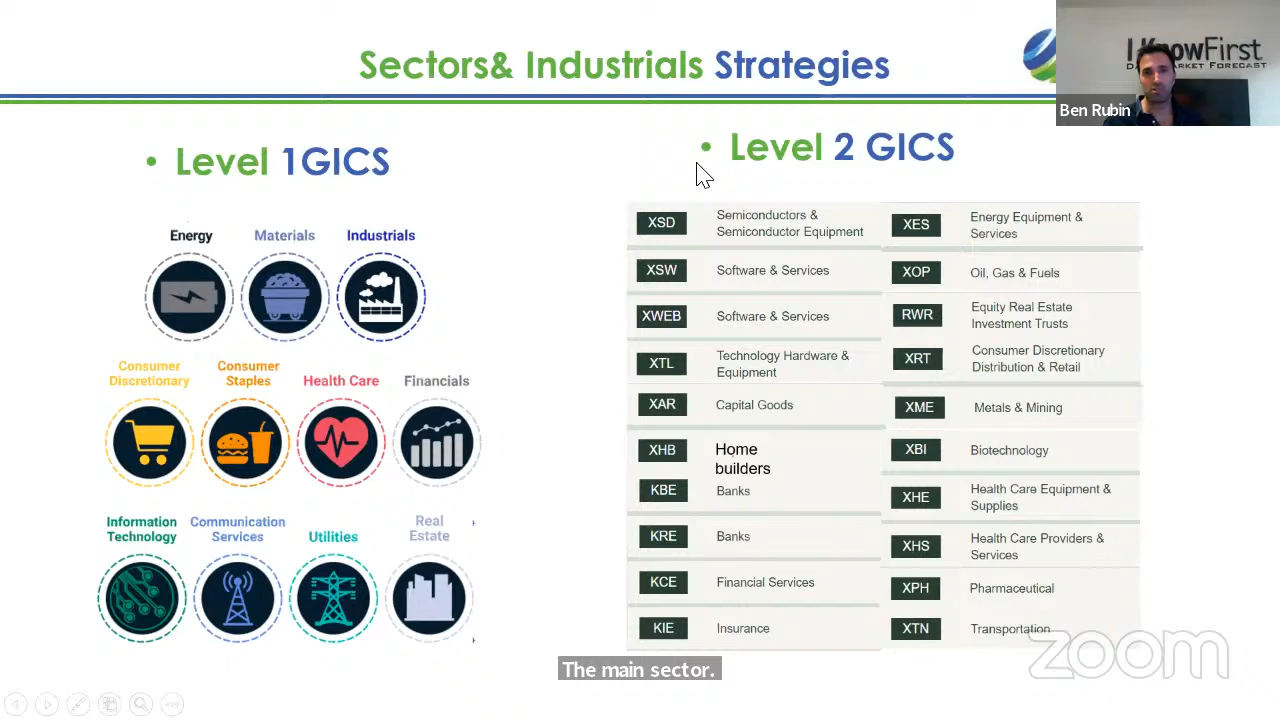 Sectors& Industrials Strategies
I Know First
Ben Rubin
• Level 1GICS
Energy
Materials
Industrials
Consumer
Discretionary
Consumer
Staples
Health Care
Financials
Information
Technology
Communication
Services
Utilities
Real
Estate
• Level 2 GICS
XSD
Semiconductors &
Semiconductor Equipment
XSW
Software & Services
XWEB
Software & Services
XTL
Technology Hardware &
Equipment
XAR
Capital Goods
XHB
Home
builders
KBE
Banks
KRE
Banks
KCE
Financial Services
KIE
Insurance
XES
Energy Equipment &
Services
XOP
Oil, Gas & Fuels
RWR
Equity Real Estate
Investment Trusts
XRT
Consumer Discretionary
Distribution & Retail
XME
Metals & Mining
XBI
Biotechnology
XHE
Health Care Equipment &
Supplies
XHS
Health Care Providers &
Services
XPH
Pharmaceutical
XTN
Transportation
The main sector.
zoom